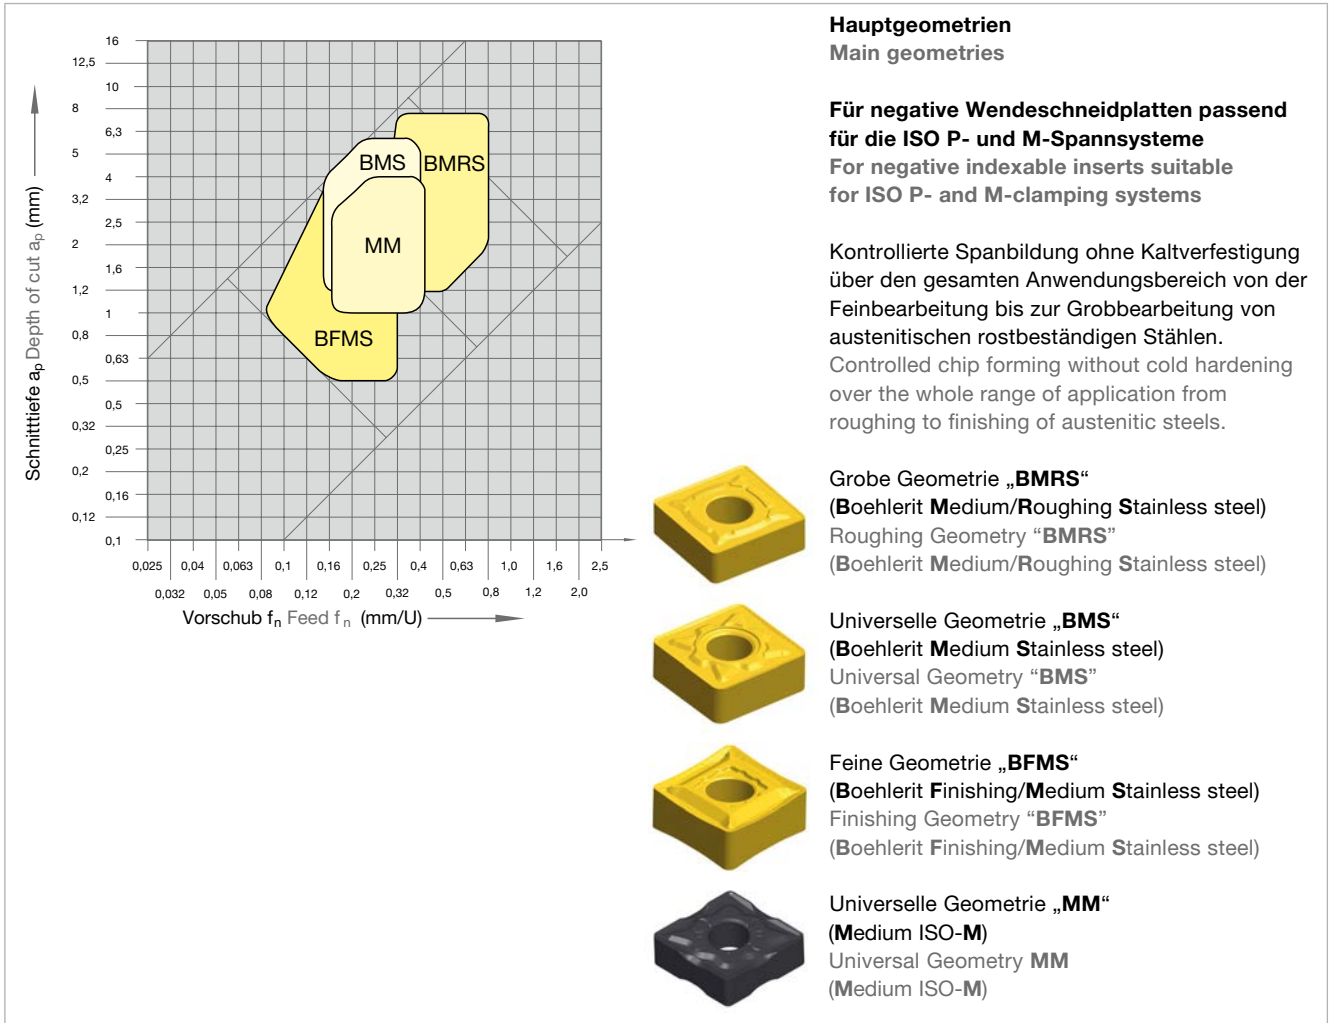 16
12,5
10
8
6,3
5
4
3,2
2,5
2
1,6
1,2
1
0,8
0,63
0,5
0,5
0,32
0,25
0,2
0,16
0,12
0,1
Schnitttiefe ap Depth of cut ap (mm)
BMS
BMRS
MM
BFMS
0,025 0,04 0,063 0,1 0,16 0,25 0,4 0,63 1,0 1,6 2,5
0,032 0,05 0,08 0,12 0,2 0,32 0,5 0,8 1,2 2,0
Vorschub fn Feed fn (mm/U)
Hauptgeometrien
Main geometries
Für negative Wendeschneidplatten passend
für die ISO P- und M-Spannsysteme
For negative indexable inserts suitable
for ISO P- and M-clamping systems
Kontrollierte Spanbildung ohne Kaltverfestigung
über den gesamten Anwendungsbereich von der
Feinbearbeitung bis zur Grobbearbeitung von
austenitischen rostbeständigen Stählen.
Controlled chip forming without cold hardening
over the whole range of application from
roughing to finishing of austenitic steels.
Grobe Geometrie „BMRS“
(Boehlerit Medium/Roughing Stainless steel)
Roughing Geometry “BMRS”
(Boehlerit Medium/Roughing Stainless steel)
Universelle Geometrie „BMS“
(Boehlerit Medium Stainless steel)
Universal Geometry “BMS”
(Boehlerit Medium Stainless steel)
Feine Geometrie „BFMS“
(Boehlerit Finishing/Medium Stainless steel)
Finishing Geometry “BFMS”
(Boehlerit Finishing/Medium Stainless steel)
Universelle Geometrie „MM“
(Medium ISO-M)
Universal Geometry MM
(Medium ISO-M)